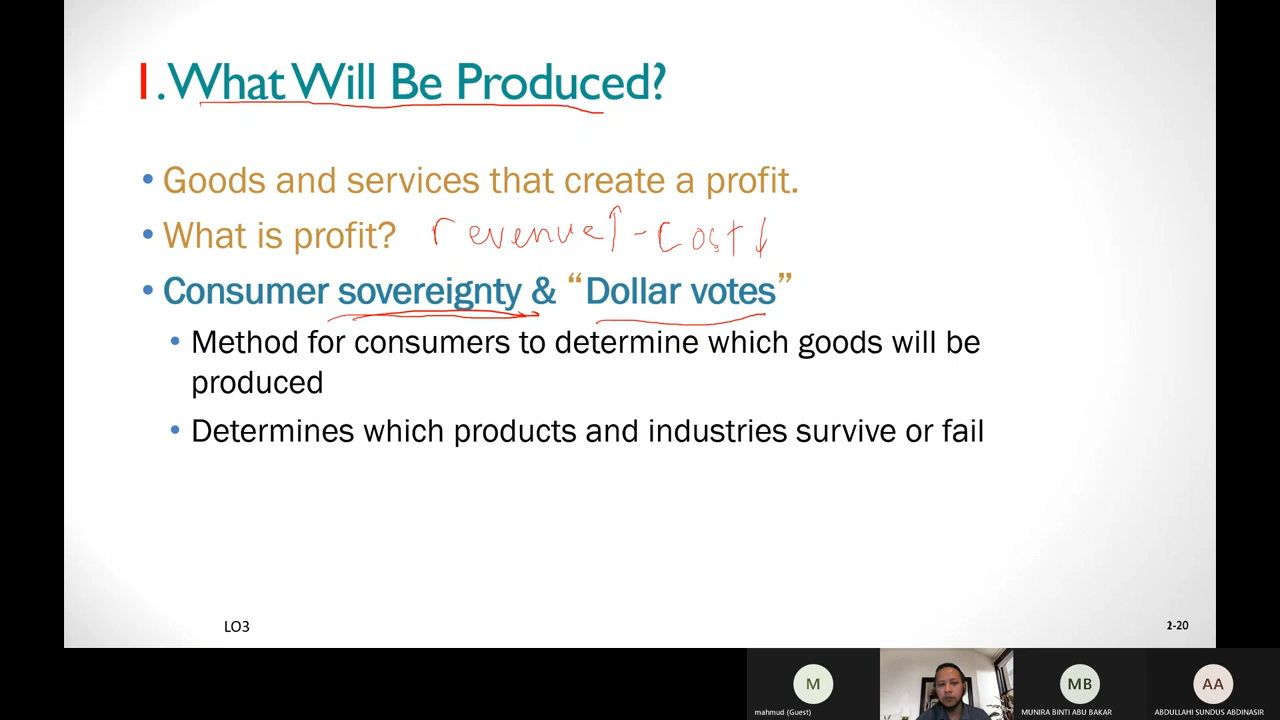 1. What Will Be Produced?
• Goods and services that create a profit.
• What is profit? revenue↑ - cost↓
• Consumer sovereignty & “Dollar votes”
• Method for consumers to determine which goods will be
produced
• Determines which products and industries survive or fail
LO3
M
MB
AA
mahmud (Guest)
MUNIRA BINTI ABU BAKAR
ABDULLAHI SUNDUS ABDINASIR